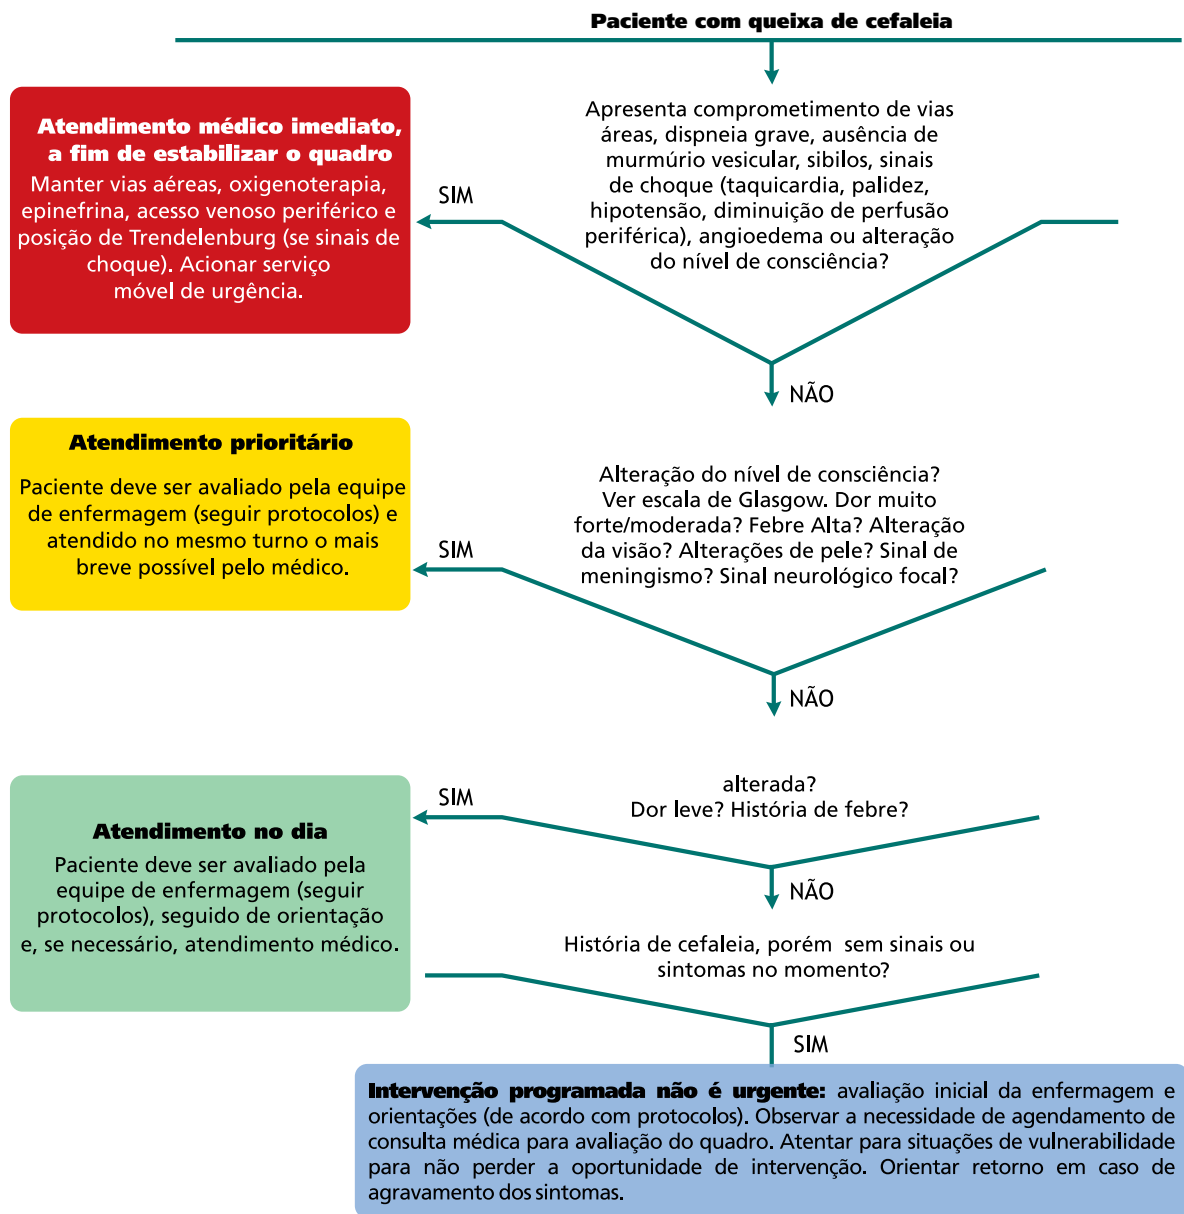 Paciente com queixa de cefaleia
Apresenta comprometimento de vias
áreas, dispneia grave, ausência de
murmúrio vesicular, sibilos, sinais
de choque (taquicardia, palidez,
hipotensão, diminuição de perfusão
periférica), angioedema ou alteração
do nível de consciência?
SIM
Atendimento médico imediato,
a fim de estabilizar o quadro
Manter vias aéreas, oxigenoterapia,
epinefrina, acesso venoso periférico e
posição de Trendelenburg (se sinais de
choque). Acionar serviço
móvel de urgência.
NÃO
Alteração do nível de consciência?
Ver escala de Glasgow. Dor muito
forte/moderada? Febre Alta? Alteração
da visão? Alterações de pele? Sinal de
meningismo? Sinal neurológico focal?
SIM
Atendimento prioritário
Paciente deve ser avaliado pela equipe
de enfermagem (seguir protocolos) e
atendido no mesmo turno o mais
breve possível pelo médico.
NÃO
alterada?
Dor leve? História de febre?
SIM
Atendimento no dia
Paciente deve ser avaliado pela
equipe de enfermagem (seguir
protocolos), seguido de orientação
e, se necessário, atendimento médico.
NÃO
História de cefaleia, porém sem sinais ou
sintomas no momento?
SIM
Intervenção programada não é urgente: avaliação inicial da enfermagem e
orientações (de acordo com protocolos). Observar a necessidade de agendamento de
consulta médica para avaliação do quadro. Atentar para situações de vulnerabilidade
para não perder a oportunidade de intervenção. Orientar retorno em caso de
agravamento dos sintomas.